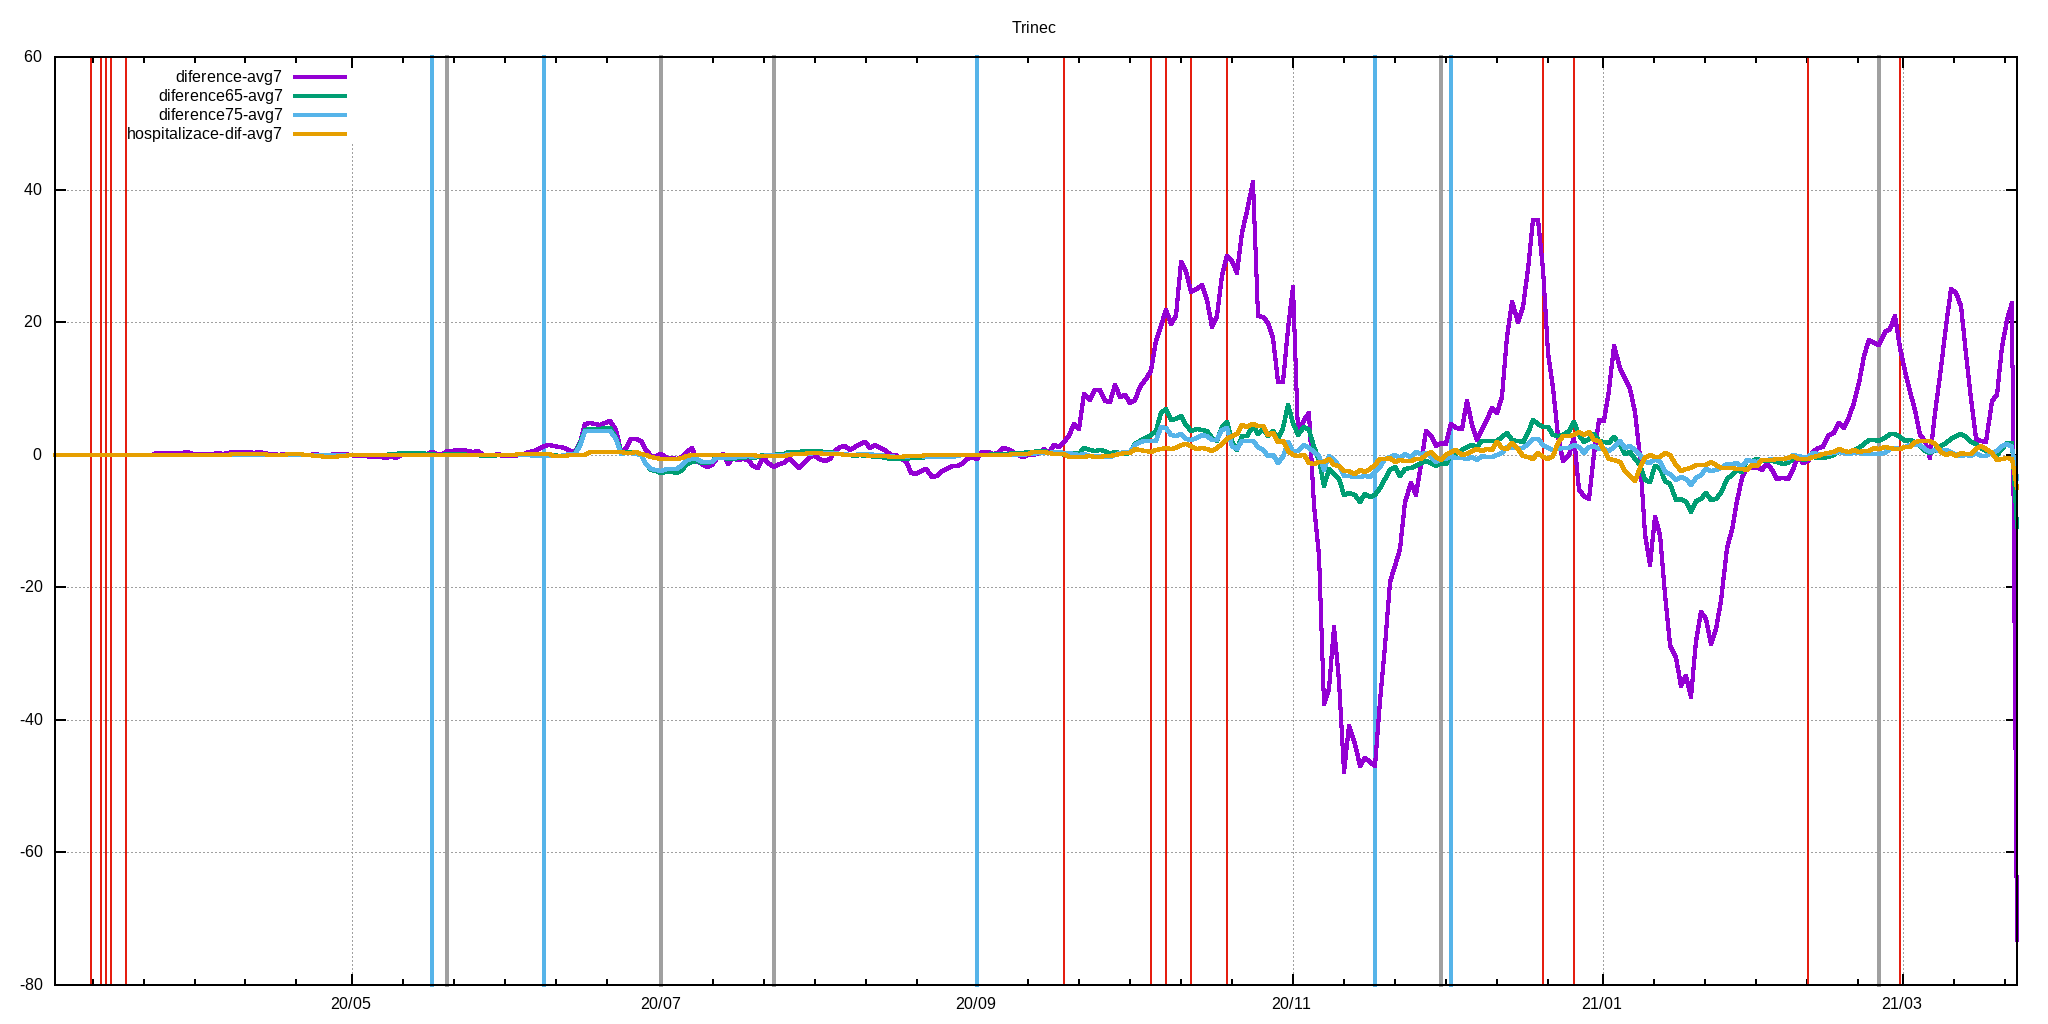 Trinec
diference-avg7
diference65-avg7
diference75-avg7
hospitalizace-dif-avg7
60
40
20
0
-20
-40
-60
-80
20/05 20/07 20/09 20/11 21/01 21/03